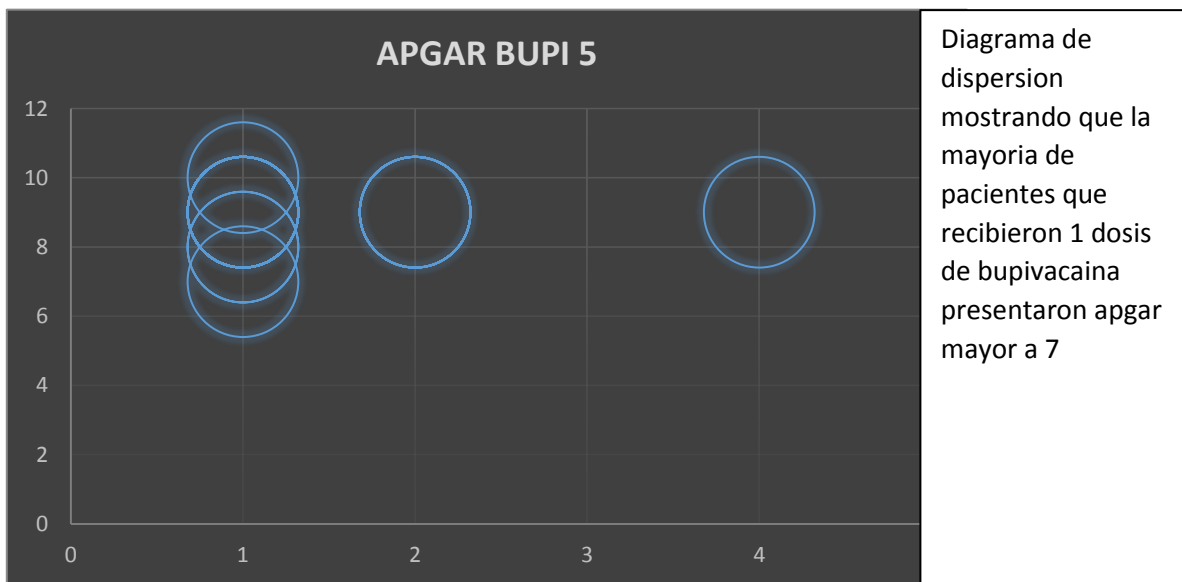 APGAR BUPI 5
12
10
8
6
4
2
0
0 1 2 3 4
Diagrama de
dispersion
mostrando que la
mayoria de
pacientes que
recibieron 1 dosis
de bupivacaina
presentaron apgar
mayor a 7